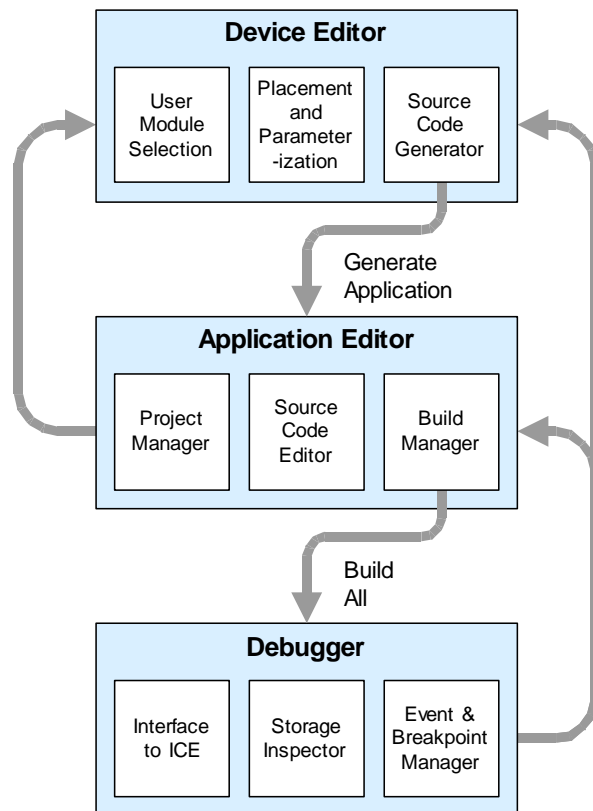 Device Editor
User
Module
Selection
Placement
and
Parameter
-ization
Source
Code
Generator
Generate
Application
Application Editor
Project
Manager
Source
Code
Editor
Build
Manager
Build
All
Debugger
Interface
to ICE
Storage
Inspector
Event &
Breakpoint
Manager